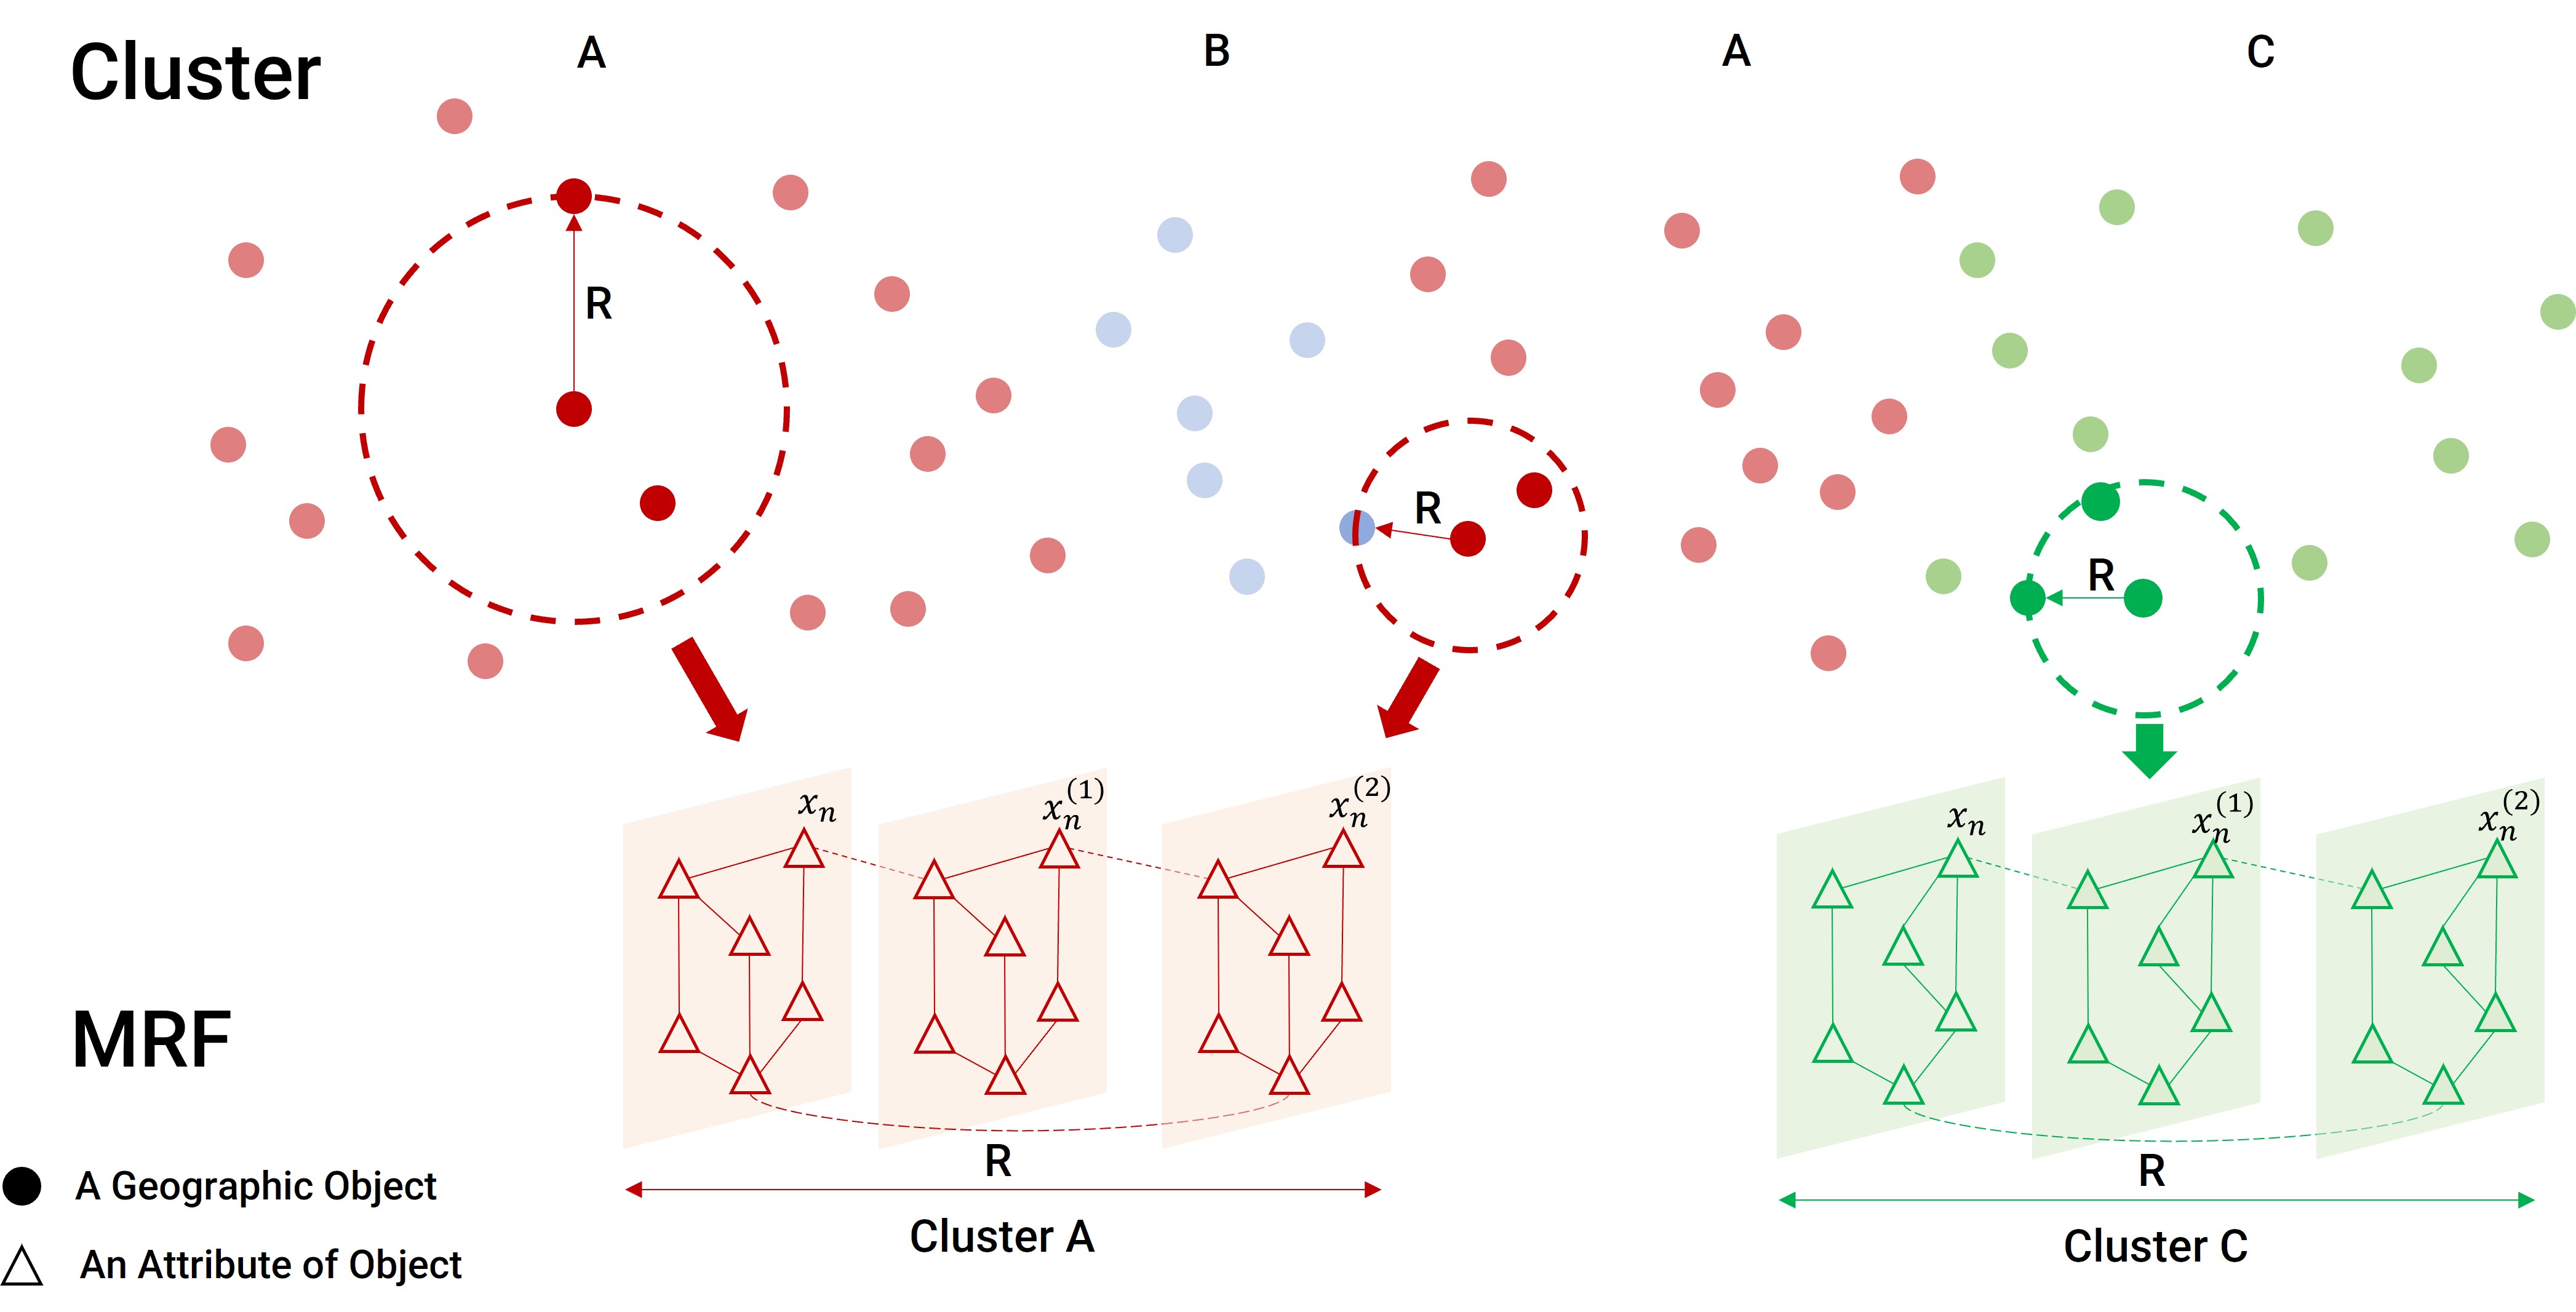 Cluster
A
B
A
C
R
R
R
x_n
x_n^(1)
x_n^(2)
x_n
x_n^(1)
x_n^(2)
MRF
R
Cluster A
R
Cluster C
A Geographic Object
An Attribute of Object